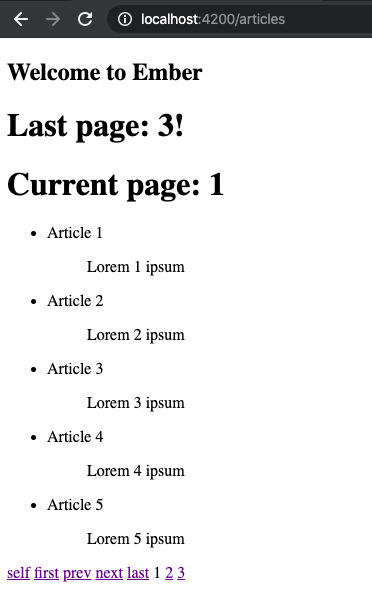 localhost:4200/articles
Welcome to Ember
Last page: 3!
Current page: 1
Article 1
Lorem 1 ipsum
Article 2
Lorem 2 ipsum
Article 3
Lorem 3 ipsum
Article 4
Lorem 4 ipsum
Article 5
Lorem 5 ipsum
self first prev next last 1 2 3